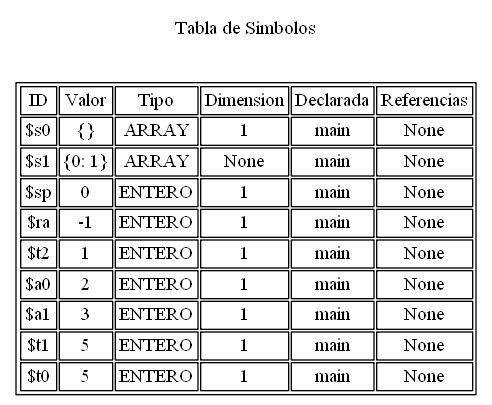 Tabla de Simbolos
ID Valor Tipo Dimension Declarada Referencias
$s0 {} ARRAY 1 main None
$s1 {0: 1} ARRAY None main None
$sp 0 ENTERO 1 main None
$ra -1 ENTERO 1 main None
$t2 1 ENTERO 1 main None
$a0 2 ENTERO 1 main None
$a1 3 ENTERO 1 main None
$t1 5 ENTERO 1 main None
$t0 5 ENTERO 1 main None